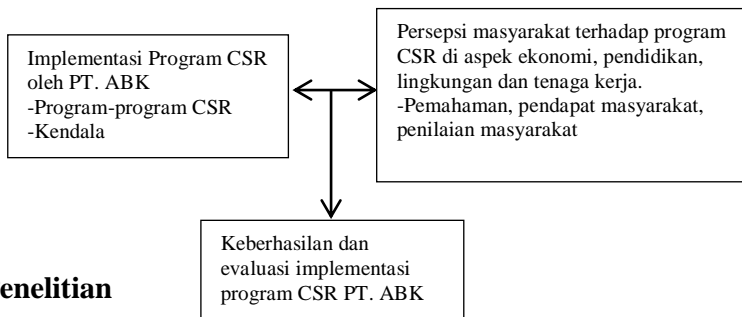 Implementasi Program CSR
oleh PT. ABK
-Program-program CSR
-Kendala
Persepsi masyarakat terhadap program
CSR di aspek ekonomi, pendidikan,
lingkungan dan tenaga kerja.
-Pemahaman, pendapat masyarakat,
penilaian masyarakat
Keberhasilan dan
evaluasi implementasi
program CSR PT. ABK
enelitian